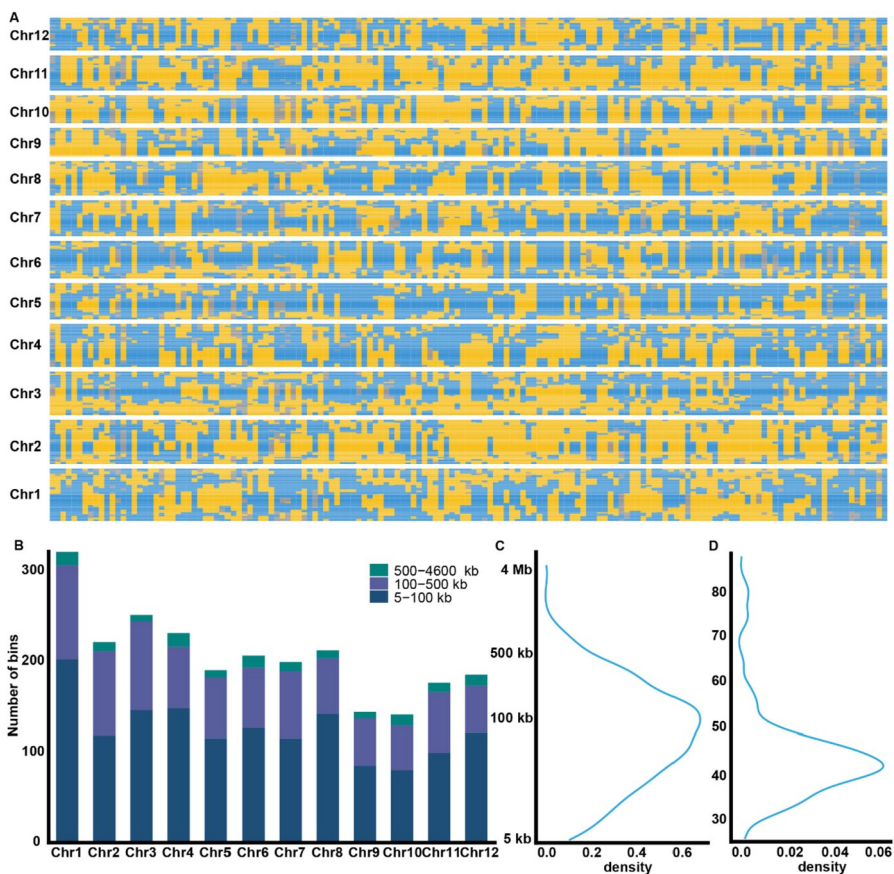 A
Chr12
Chr11
Chr10
Chr9
Chr8
Chr7
Chr6
Chr5
Chr4
Chr3
Chr2
Chr1
B
Number of bins
300
200
100
0
500–4600 kb
100–500 kb
5–100 kb
Chr1 Chr2 Chr3 Chr4 Chr5 Chr6 Chr7 Chr8 Chr9 Chr10 Chr11 Chr12
C
4 Mb
500 kb
100 kb
5 kb
0.0 0.2 0.4 0.6
density
D
80
70
60
50
40
30
0.0 0.02 0.04 0.06
density